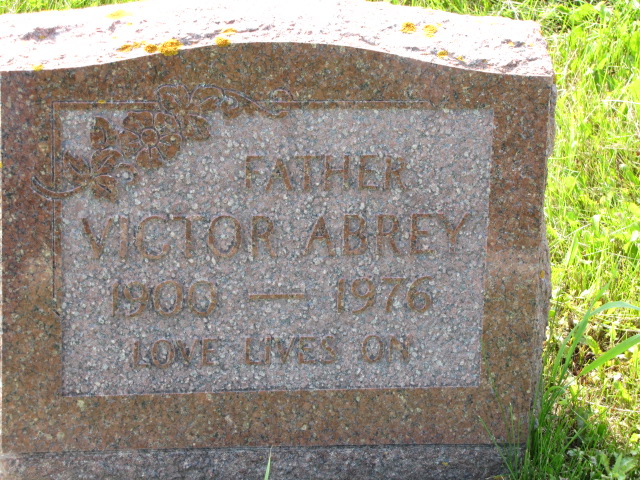 FATHER
VICTOR ABREY
1900 — 1976
LOVE LIVES ON